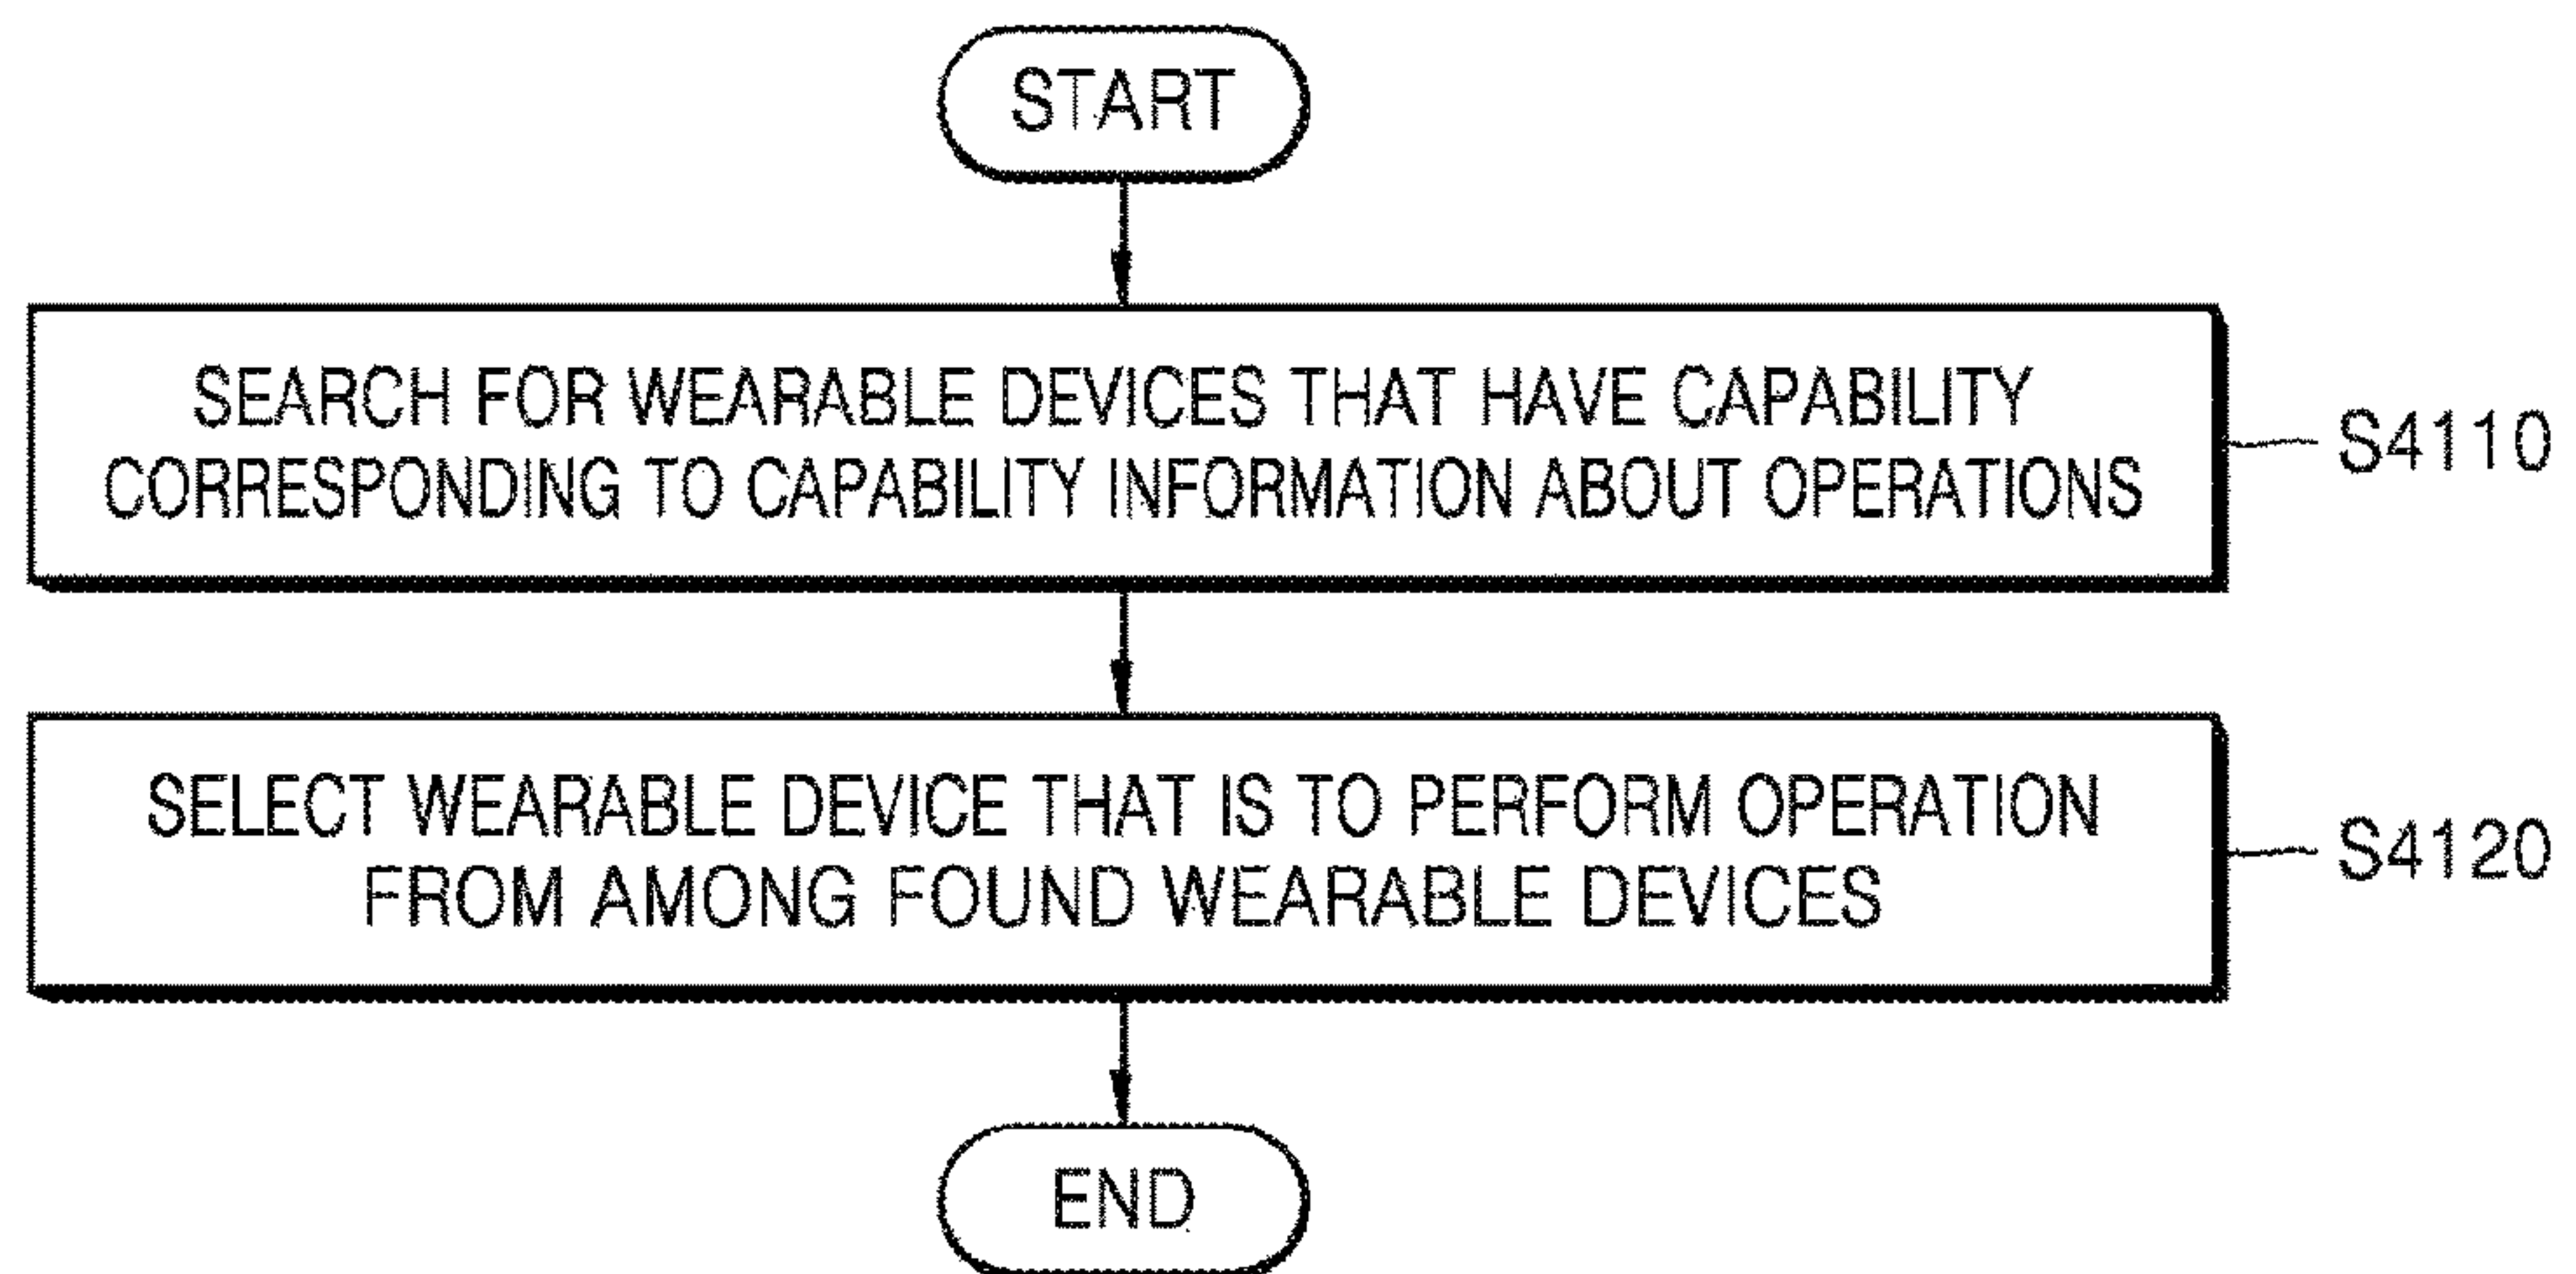 START
SEARCH FOR WEARABLE DEVICES THAT HAVE CAPABILITY
CORRESPONDING TO CAPABILITY INFORMATION ABOUT OPERATIONS
S4110
SELECT WEARABLE DEVICE THAT IS TO PERFORM OPERATION
FROM AMONG FOUND WEARABLE DEVICES
S4120
END